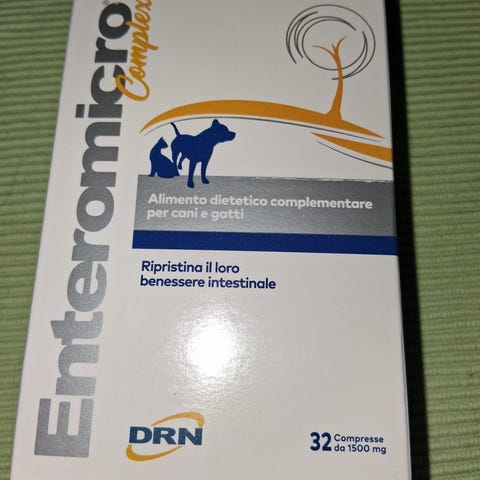 Enteromicro®
Complex
Alimento dietetico complementare
per cani e gatti
Ripristina il loro
benessere intestinale
DRN
32 Compresse
da 1500 mg